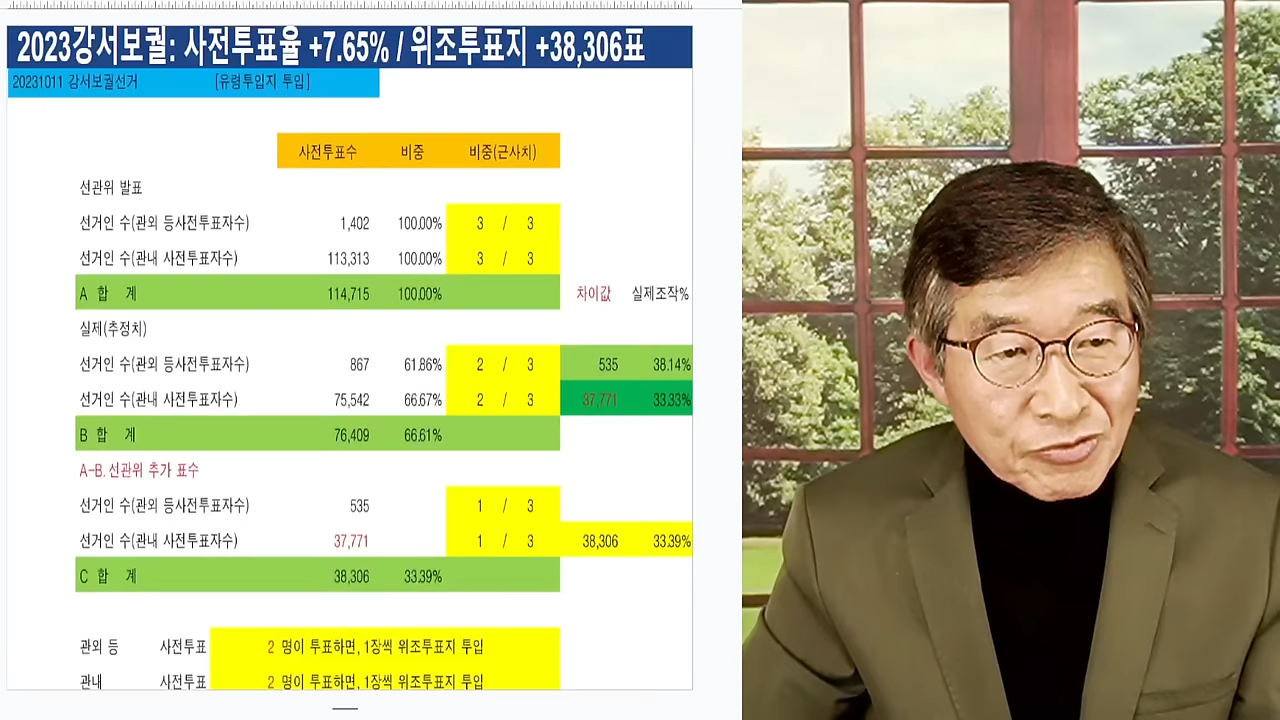 2023강서보궐: 사전투표율 +7.65% / 위조투표지 +38,306표
20231011 강서보궐선거 [유령투입지 투입]
사전투표수 비중 비중(근사치)
선관위 발표
선거인 수(관외 등사전투표자수) 1,402 100.00% 3 / 3
선거인 수(관내 사전투표자수) 113,313 100.00% 3 / 3
A 합 계 114,715 100.00% 차이값 실제조작%
실제(추정치)
선거인 수(관외 등사전투표자수) 867 61.86% 2 / 3 535 38.14%
선거인 수(관내 사전투표자수) 75,542 66.67% 2 / 3 37,771 33.33%
B 합 계 76,409 66.61%
A-B. 선관위 추가 표수
선거인 수(관외 등사전투표자수) 535 1 / 3
선거인 수(관내 사전투표자수) 37,771 1 / 3 38,306 33.39%
C 합 계 38,306 33.39%
관외 등 사전투표 2 명이 투표하면, 1장씩 위조투표지 투입
관내 사전투표 2 명이 투표하면, 1장씩 위조투표지 투입